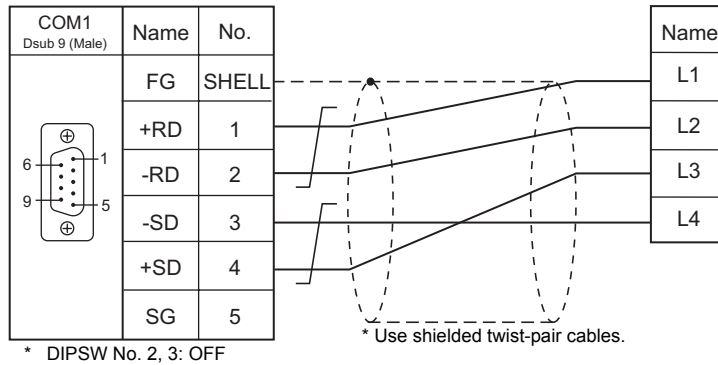 COM1
Dsub 9 (Male)
Name
No.
Name
FG
SHELL
L1
+RD
1
L2
-RD
2
L3
-SD
3
L4
+SD
4
SG
5
6
1
9
5
* Use shielded twist-pair cables.
* DIPSW No. 2, 3: OFF